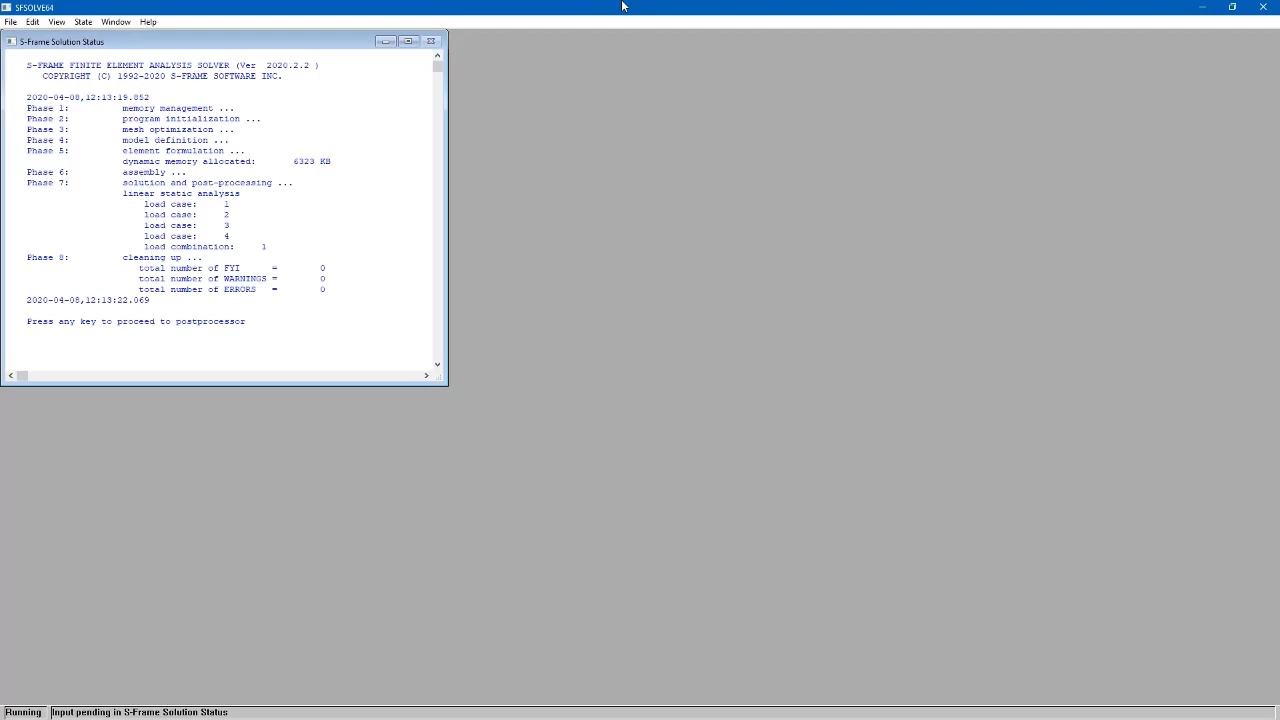 SFSOLVE64
File Edit View State Window Help
S-Frame Solution Status
S-FRAME FINITE ELEMENT ANALYSIS SOLVER (Ver 2020.2.2 )
COPYRIGHT (C) 1992-2020 S-FRAME SOFTWARE INC.
2020-04-08,12:13:19.852
Phase 1: memory management ...
Phase 2: program initialization ...
Phase 3: mesh optimization ...
Phase 4: model definition ...
Phase 5: element formulation ...
dynamic memory allocated: 6323 KB
Phase 6: assembly ...
Phase 7: solution and post-processing ...
linear static analysis
load case: 1
load case: 2
load case: 3
load case: 4
load combination: 1
Phase 8: cleaning up ...
total number of FYI = 0
total number of WARNINGS = 0
total number of ERRORS = 0
2020-04-08,12:13:22.069
Press any key to proceed to postprocessor
Running Input pending in S-Frame Solution Status